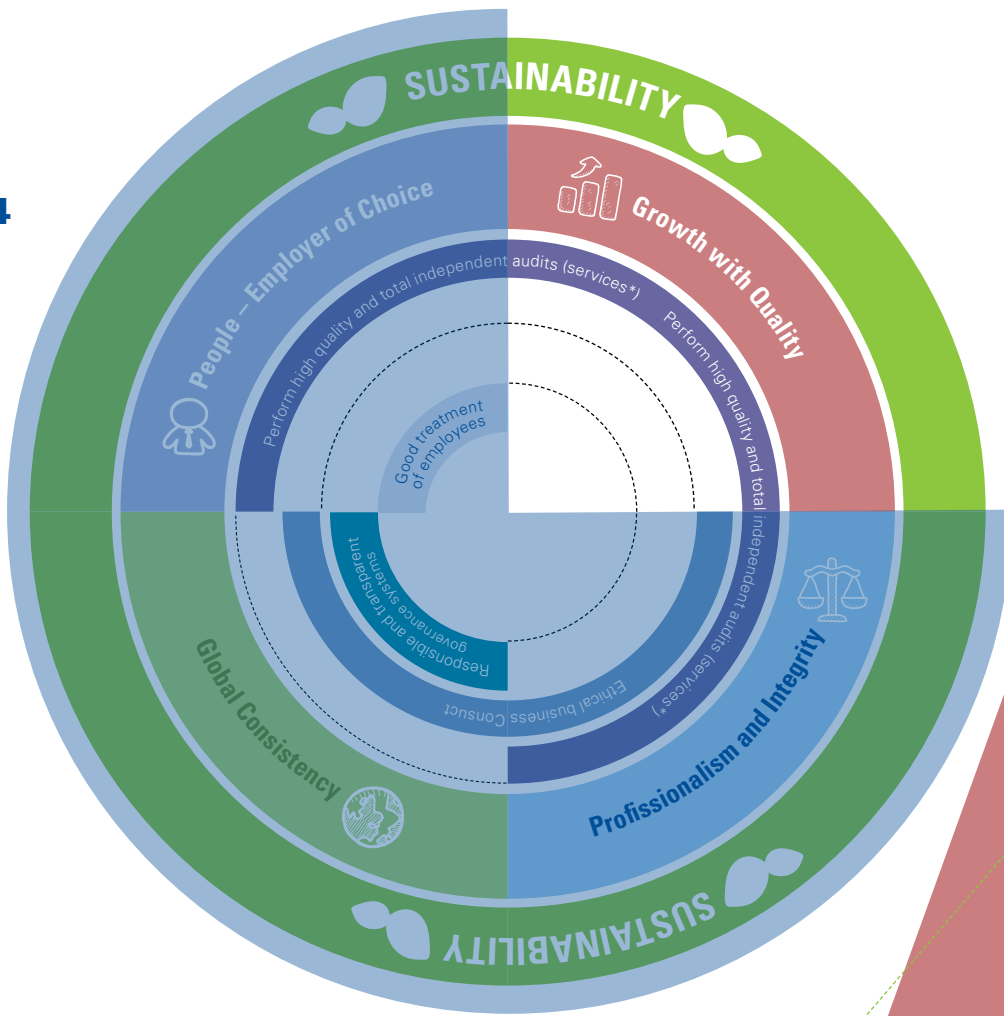 4
SUSTAINABILITY
People – Employer of Choice
Growth with Quality
Perform high quality and total independent audits (services*)
Perform high quality and total independent audits (services*)
Good treatment
of employees
Responsible and transparent
governance systems
Ethical business Consuct
Global Consistency
Profissionalism and Integrity
SUSTAINABILITY